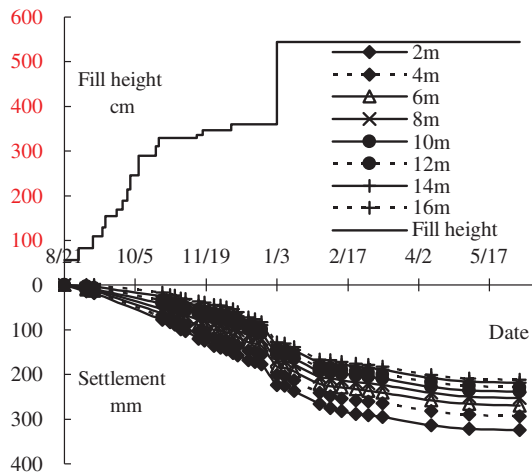 600
500
400
300
200
100
Fill height
cm
2m
4m
6m
8m
10m
12m
14m
16m
Fill height
8/21 10/5 11/19 1/3 2/17 4/2 5/17
0
100
200
300
400
Date
Settlement
mm